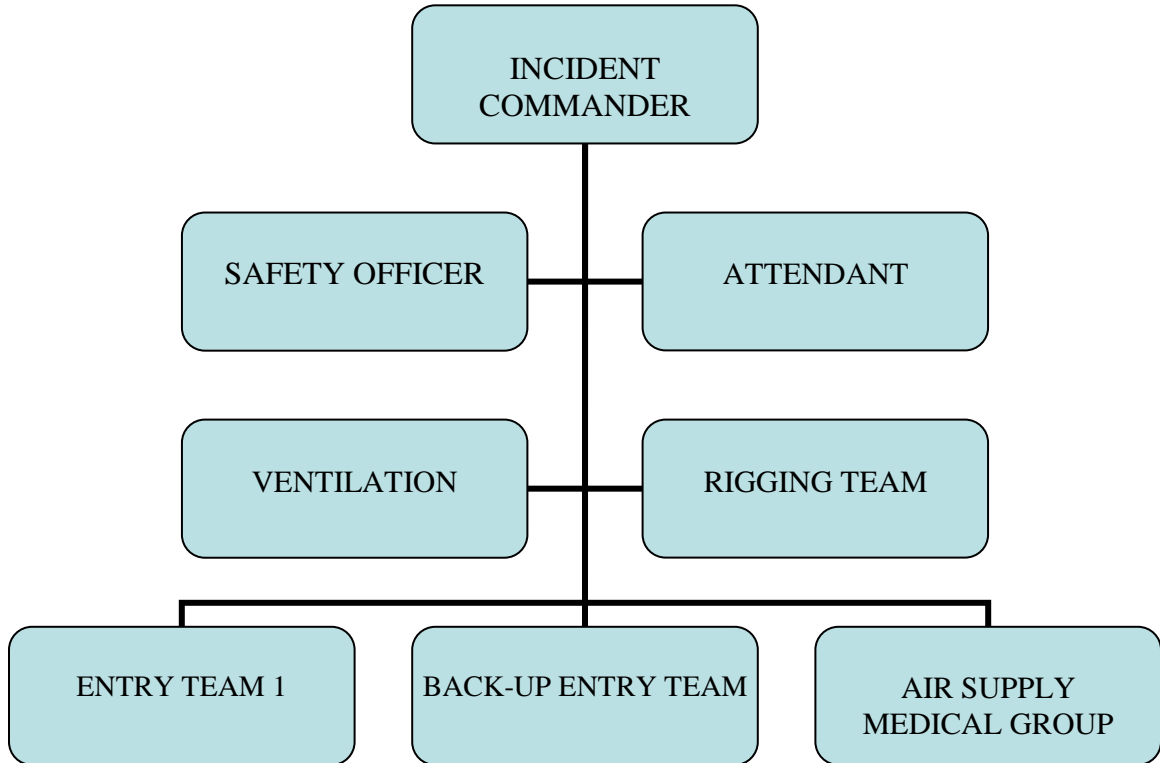 INCIDENT
COMMANDER
SAFETY OFFICER
ATTENDANT
VENTILATION
RIGGING TEAM
ENTRY TEAM 1
BACK-UP ENTRY TEAM
AIR SUPPLY
MEDICAL GROUP